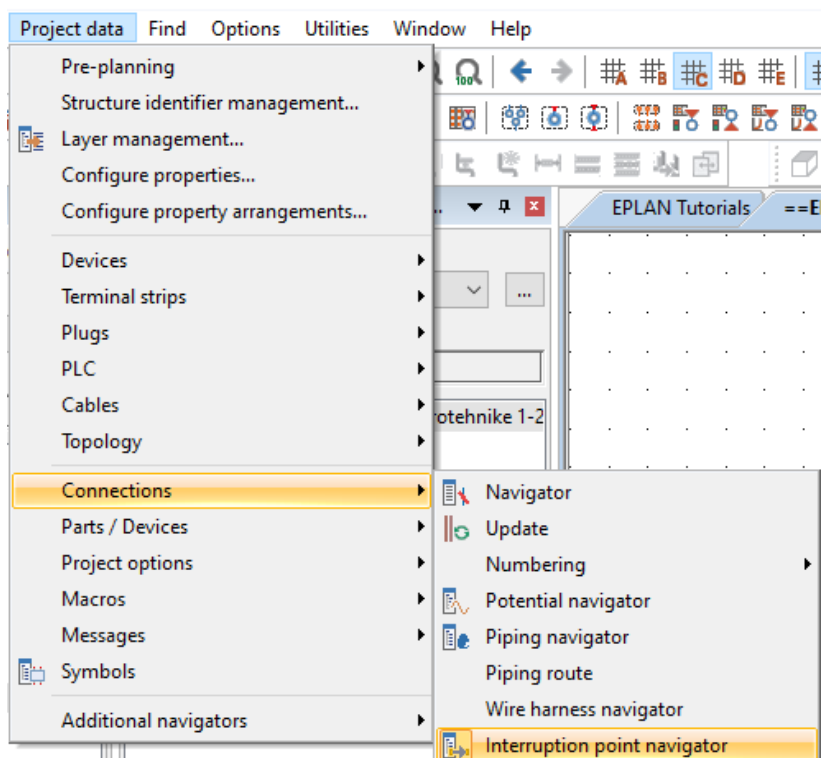 Project data Find Options Utilities Window Help
Pre-planning
Structure identifier management...
Layer management...
Configure properties...
Configure property arrangements...
Devices
Terminal strips
Plugs
PLC
Cables
Topology
Connections
Parts / Devices
Project options
Macros
Messages
Symbols
Additional navigators
100
A B C D E
...
EPLAN Tutorials ==E
...
rotehnike 1-2
Navigator
Update
Numbering
Potential navigator
Piping navigator
Piping route
Wire harness navigator
Interruption point navigator